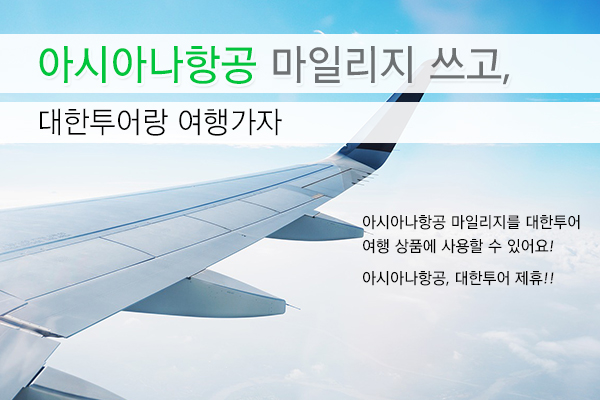 아시아나항공 마일리지 쓰고,
대한투어랑 여행가자
아시아나항공 마일리지를 대한투어
여행 상품에 사용할 수 있어요!
아시아나항공, 대한투어 제휴!!